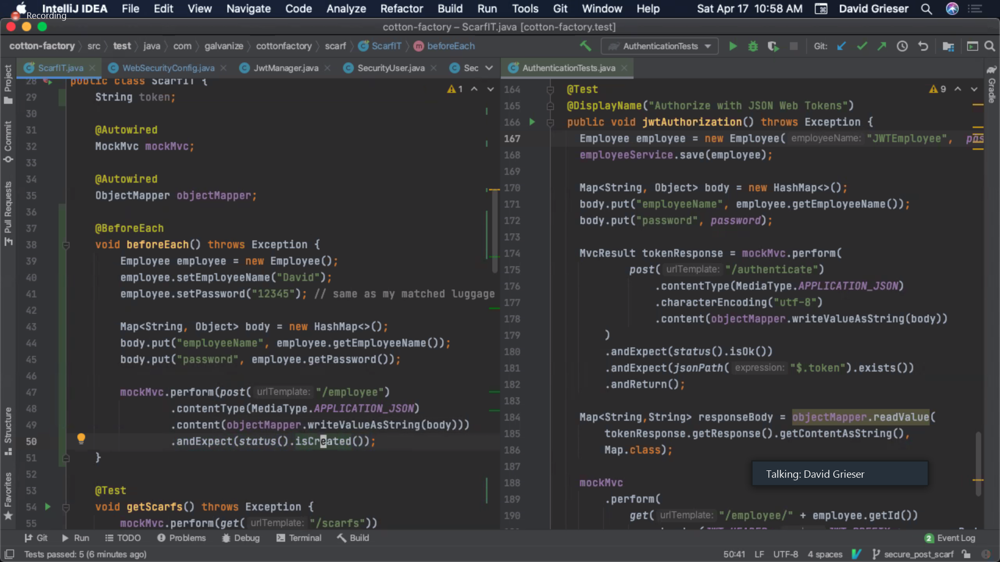 IntelliJ IDEA File Edit View Navigate Code Analyze Refactor Build Run Tools Git Window Help Sat Apr 17 10:58 AM David Grieser
Recording
cotton-factory – ScarfIT.java [cotton-factory.test]
cotton-factory src test java com galvanize cottonfactory scarf ScarfIT beforeEach AuthenticationTests Git:
ScarfIT.java WebSecurityConfig.java JwtManager.java SecurityUser.java Sec AuthenticationTests.java
Project
Commit
Pull Requests
Structure
Favorites
28 public class ScarfIT {
29 String token;
30
31 @Autowired
32 MockMvc mockMvc;
33
34 @Autowired
35 ObjectMapper objectMapper;
36
37 @BeforeEach
38 void beforeEach() throws Exception {
39 Employee employee = new Employee();
40 employee.setEmployeeName("David");
41 employee.setPassword("12345"); // same as my matched luggage
42
43 Map<String, Object> body = new HashMap<>();
44 body.put("employeeName", employee.getEmployeeName());
45 body.put("password", employee.getPassword());
46
47 mockMvc.perform(post( urlTemplate: "/employee")
48 .contentType(MediaType.APPLICATION_JSON)
49 .content(objectMapper.writeValueAsString(body)))
50 .andExpect(status().isCreated());
51 }
52
53 @Test
54 void getScarfs() throws Exception {
55 mockMvc.perform(get( urlTemplate: "/scarfs"))
1
164 @Test
165 @DisplayName("Authorize with JSON Web Tokens")
166 public void jwtAuthorization() throws Exception {
167 Employee employee = new Employee( employeeName: "JWTEmployee", pas
168 employeeService.save(employee);
169
170 Map<String, Object> body = new HashMap<>();
171 body.put("employeeName", employee.getEmployeeName());
172 body.put("password", password);
173
174 MvcResult tokenResponse = mockMvc.perform(
175 post( urlTemplate: "/authenticate")
176 .contentType(MediaType.APPLICATION_JSON)
177 .characterEncoding("utf-8")
178 .content(objectMapper.writeValueAsString(body))
179 )
180 .andExpect(status().isOk())
181 .andExpect(jsonPath( expression: "$.token").exists())
182 .andReturn();
183
184 Map<String,String> responseBody = objectMapper.readValue(
185 tokenResponse.getResponse().getContentAsString(),
186 Map.class);
187
188 mockMvc
189 .perform(
190 get( urlTemplate: "/employee/" + employee.getId())
9
Gradle
Talking: David Grieser
Git Run TODO Problems Debug Terminal Build 2 Event Log
Tests passed: 5 (6 minutes ago) 50:41 LF UTF-8 4 spaces secure_post_scarf